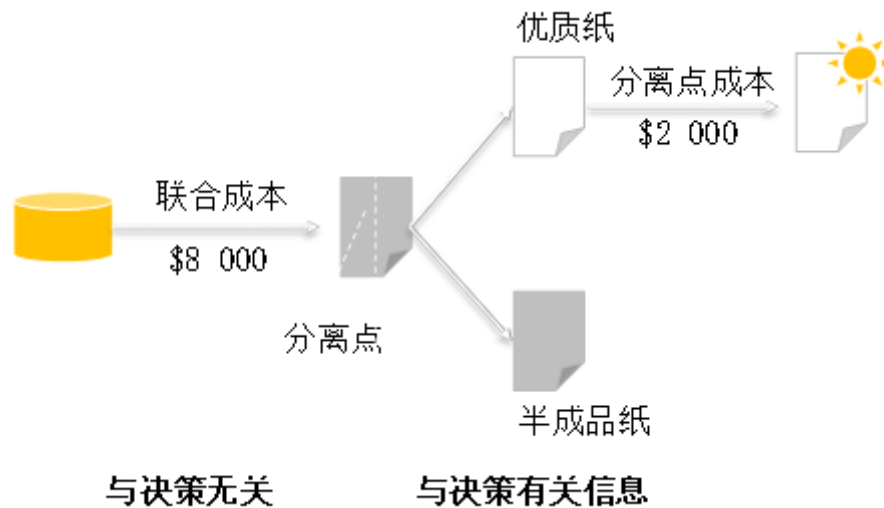 优质纸
分离点成本
$2 000
联合成本
$8 000
分离点
半成品纸
与决策无关
与决策有关信息